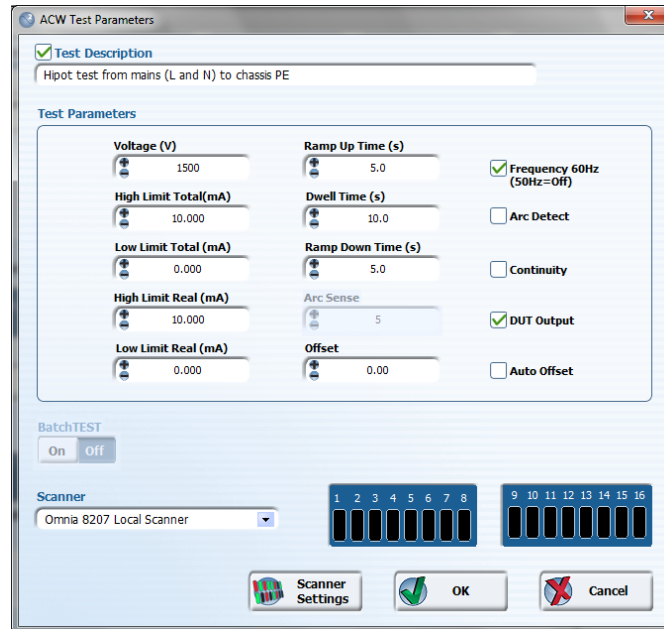 ACW Test Parameters
Test Description
Hipot test from mains (L and N) to chassis PE
Test Parameters
Voltage (V)
1500
High Limit Total(mA)
10.000
Low Limit Total (mA)
0.000
High Limit Real (mA)
10.000
Low Limit Real (mA)
0.000
Ramp Up Time (s)
5.0
Dwell Time (s)
10.0
Ramp Down Time (s)
5.0
Arc Sense
5
Offset
0.00
Frequency 60Hz
(50Hz=Off)
Arc Detect
Continuity
DUT Output
Auto Offset
BatchTEST
On Off
Scanner
Omnia 8207 Local Scanner
1 2 3 4 5 6 7 8
9 10 11 12 13 14 15 16
Scanner
Settings
OK
Cancel